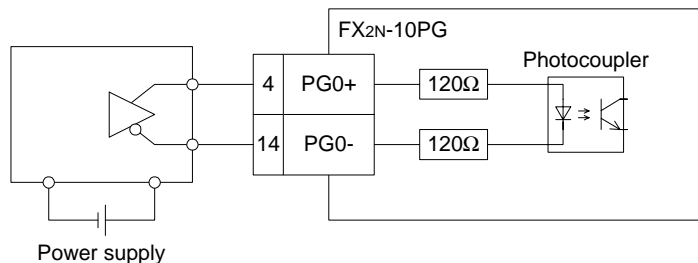 FX2N-10PG
Photocoupler
4 PG0+ 120Ω
14 PG0- 120Ω
Power supply